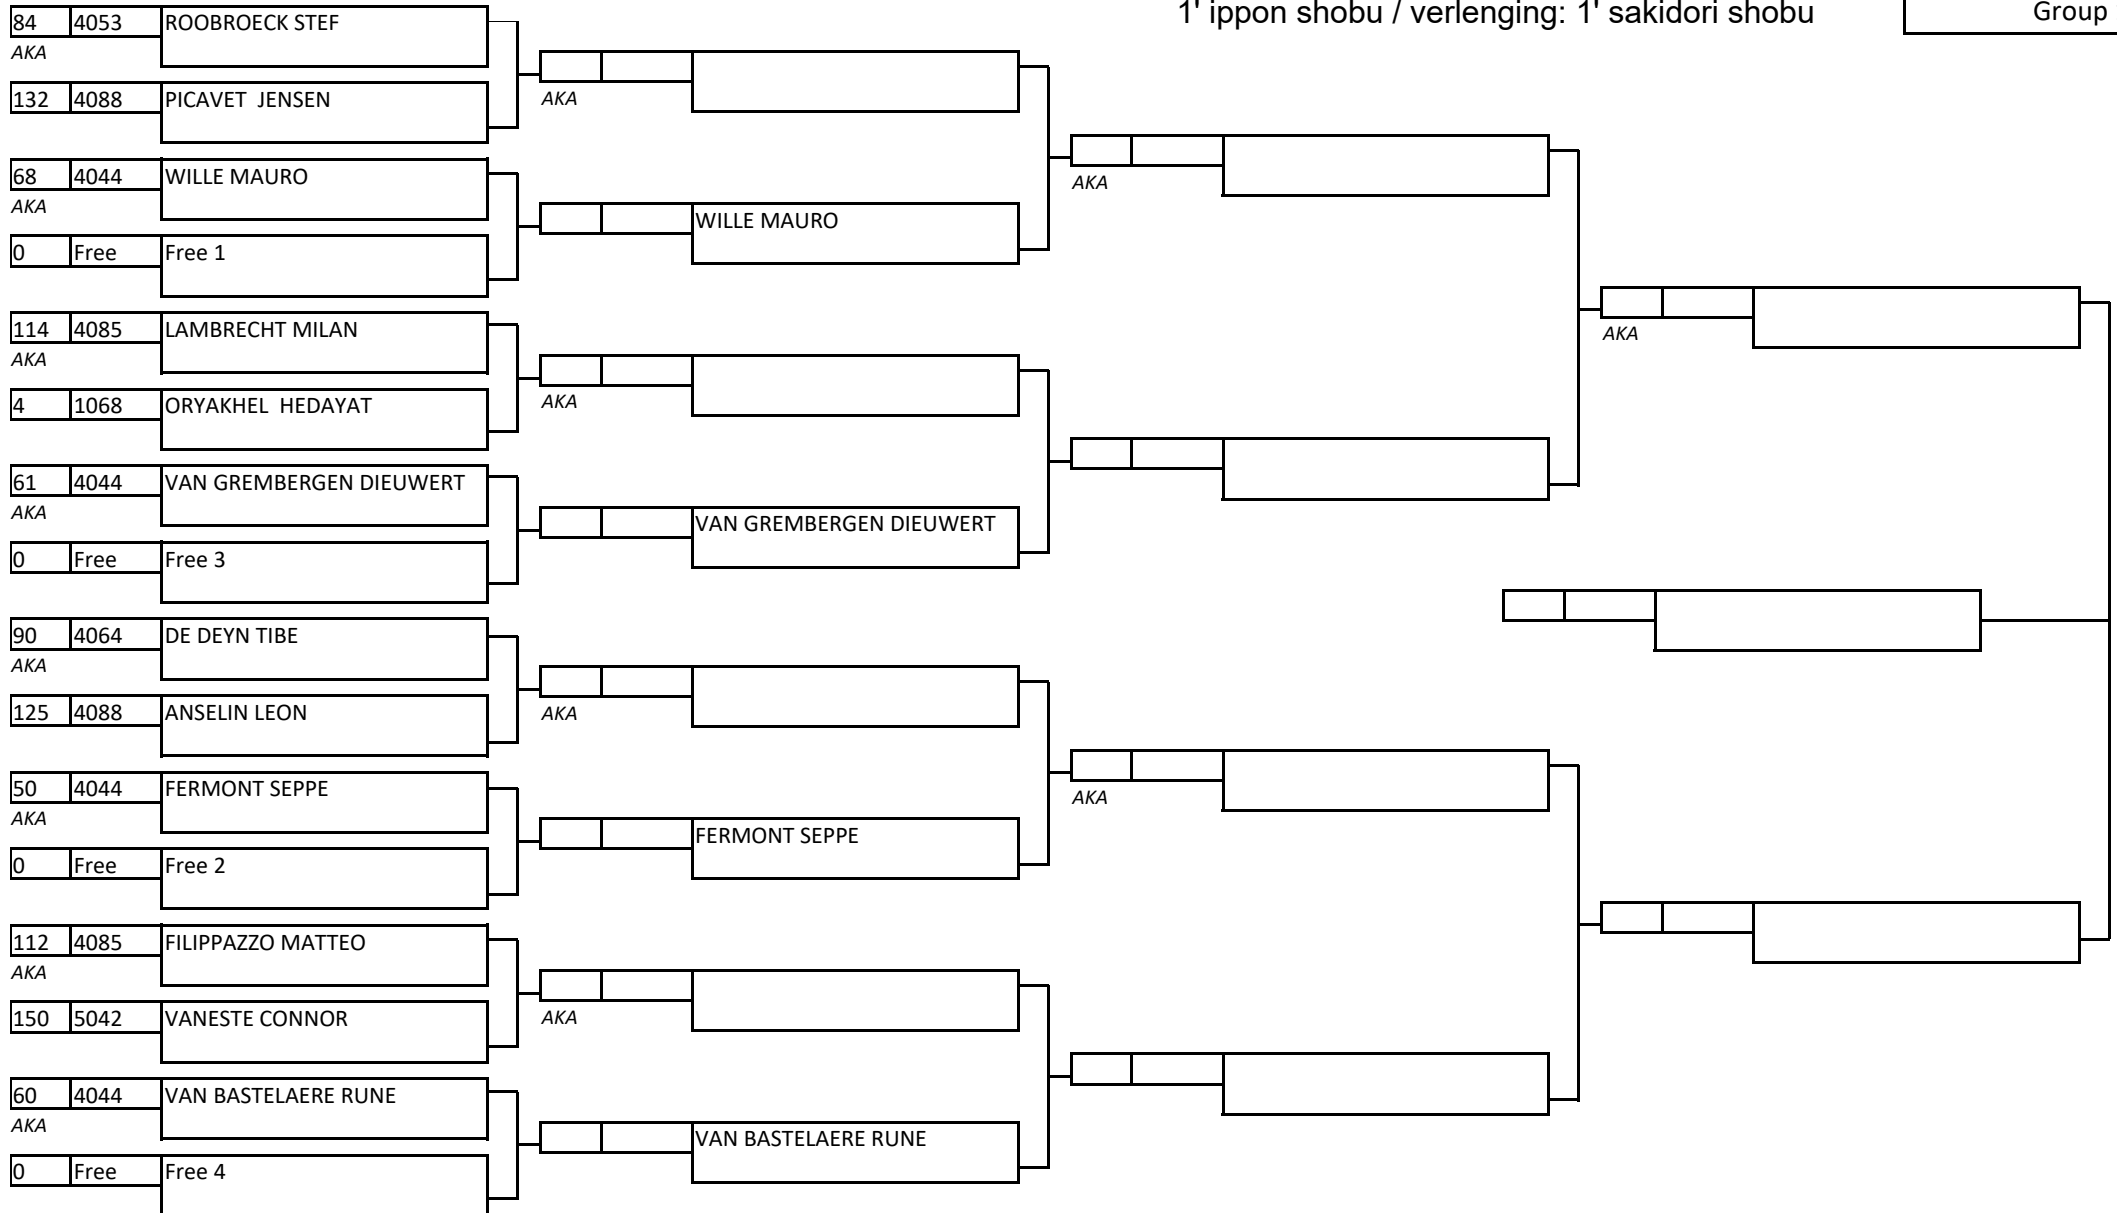 1' ippon shobu / verlenging: 1' sakidori shobu
Group
84 4053 ROOBROECK STEF
AKA
132 4088 PICAVET  JENSEN
68 4044 WILLE MAURO
AKA
0 Free Free 1
114 4085 LAMBRECHT MILAN
AKA
4 1068 ORYAKHEL  HEDAYAT
61 4044 VAN GREMBERGEN DIEUWERT
AKA
0 Free Free 3
90 4064 DE DEYN TIBE
AKA
125 4088 ANSELIN LEON
50 4044 FERMONT SEPPE
AKA
0 Free Free 2
112 4085 FILIPPAZZO MATTEO
AKA
150 5042 VANESTE CONNOR
60 4044 VAN BASTELAERE RUNE
AKA
0 Free Free 4
AKA
WILLE MAURO
AKA
VAN GREMBERGEN DIEUWERT
AKA
FERMONT SEPPE
AKA
VAN BASTELAERE RUNE
AKA
AKA
AKA